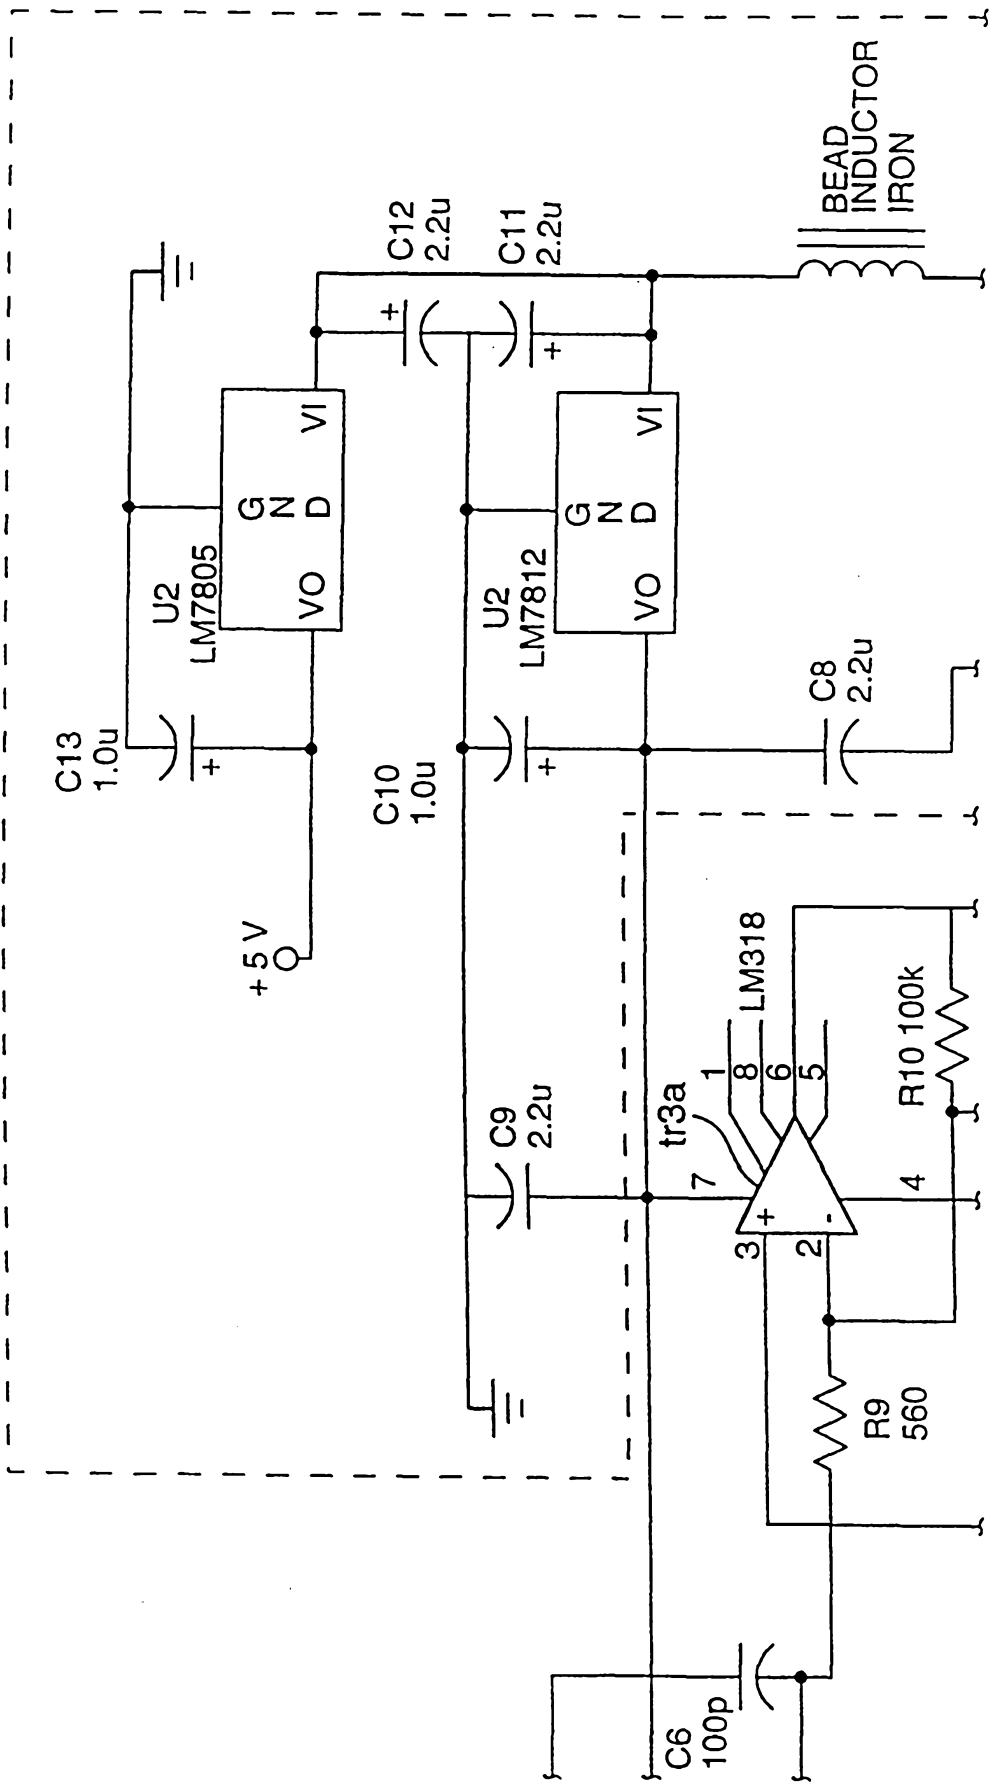 C13
1.0u
U2
LM7805
G
N
D
VO
VI
+5 V
C12
2.2u
C11
2.2u
C10
1.0u
U2
LM7812
G
N
D
VO
VI
BEAD
INDUCTOR
IRON
C9
2.2u
C8
2.2u
tr3a
LM318
1
8
6
5
7
4
3
2
+
-
R10 100k
R9
560
C6
100p
+
+
+
+